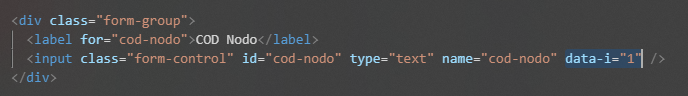 <div class="form-group">
<label for="cod-nodo">COD Nodo</label>
<input class="form-control" id="cod-nodo" type="text" name="cod-nodo" data-i="1" />
</div>